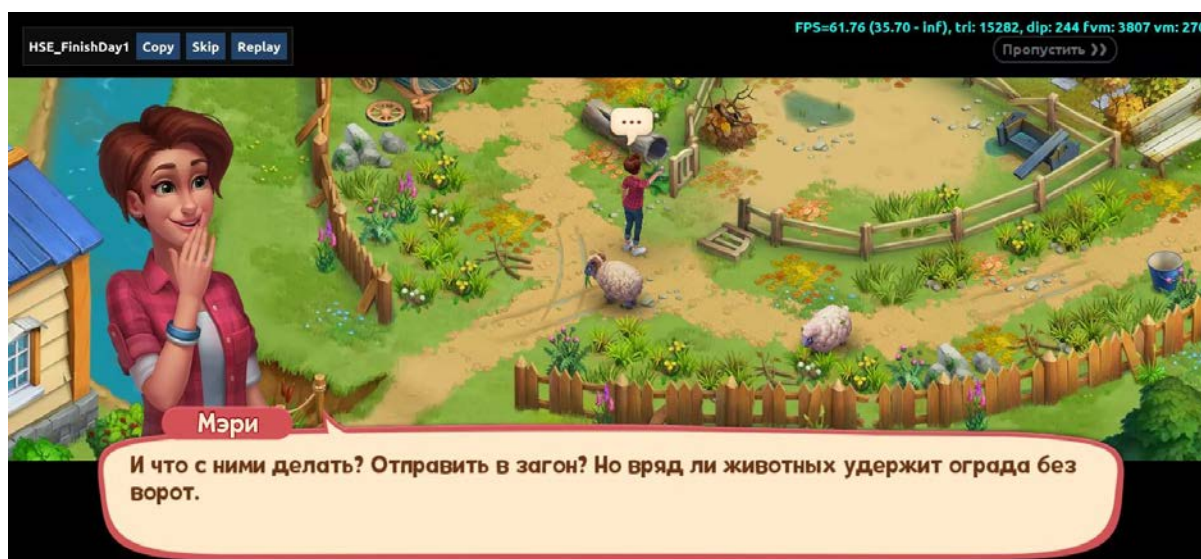 FPS=61.76 (35.70 - inf), tri: 15282, dip: 244 fvm: 3807 vm: 270
HSE_FinishDay1 Copy Skip Replay
Пропустить
Мэри
И что с ними делать? Отправить в загон? Но вряд ли животных удержит ограда без
ворот.